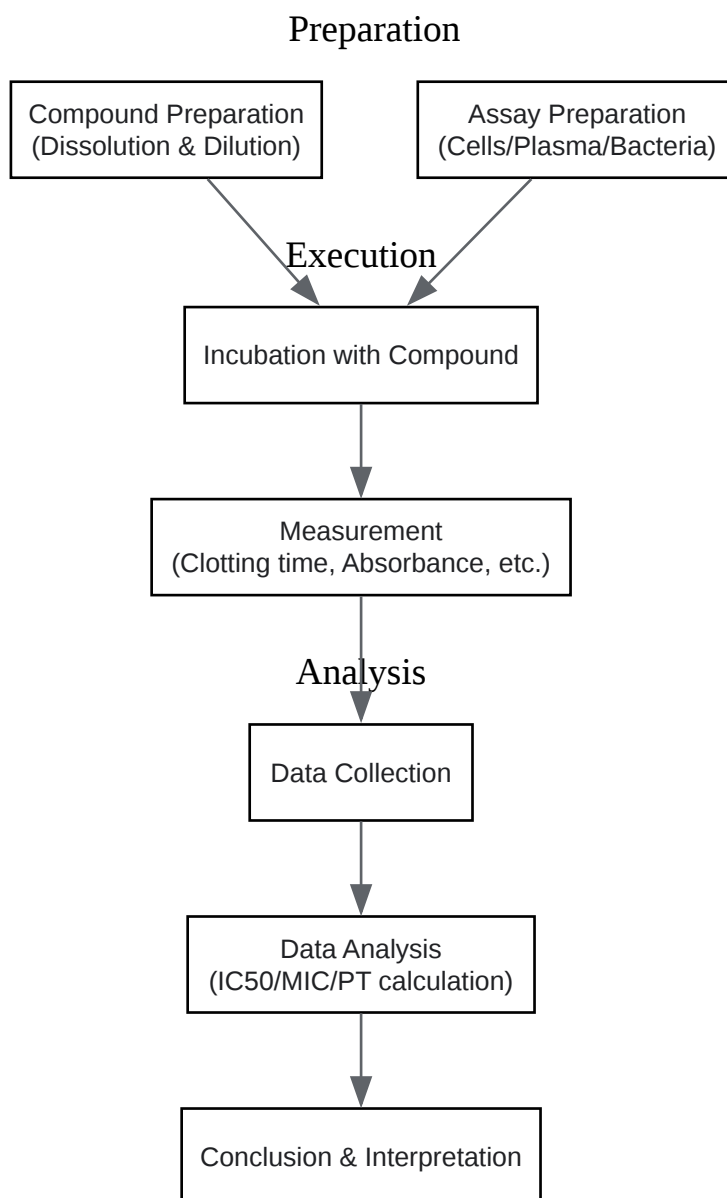 Preparation
Compound Preparation
(Dissolution & Dilution)
Assay Preparation
(Cells/Plasma/Bacteria)
Execution
Incubation with Compound
Measurement
(Clotting time, Absorbance, etc.)
Analysis
Data Collection
Data Analysis
(IC50/MIC/PT calculation)
Conclusion & Interpretation